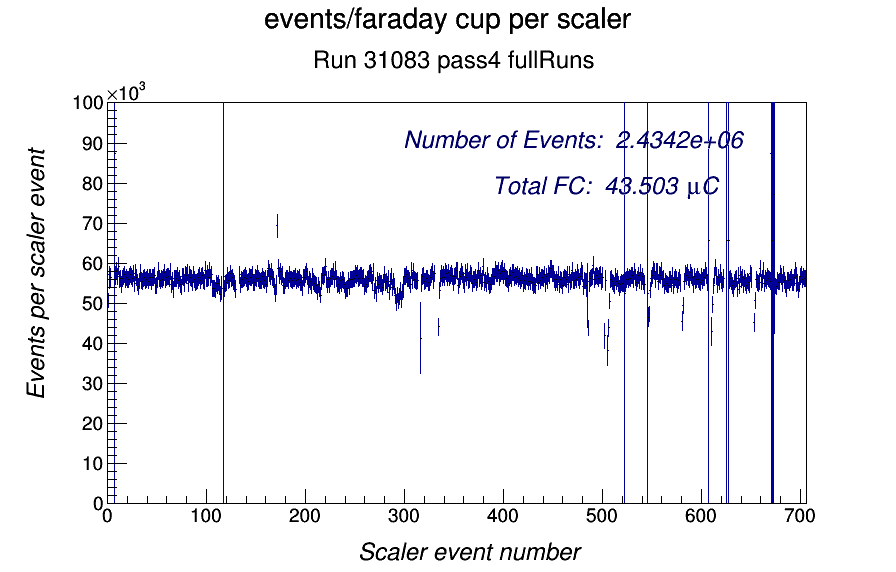 events/faraday cup per scaler
Run 31083 pass4 fullRuns
×10³
100
90
80
70
60
50
40
30
20
10
0
Events per scaler event
Number of Events: 2.4342e+06
Total FC: 43.503 μC
0 100 200 300 400 500 600 700
Scaler event number